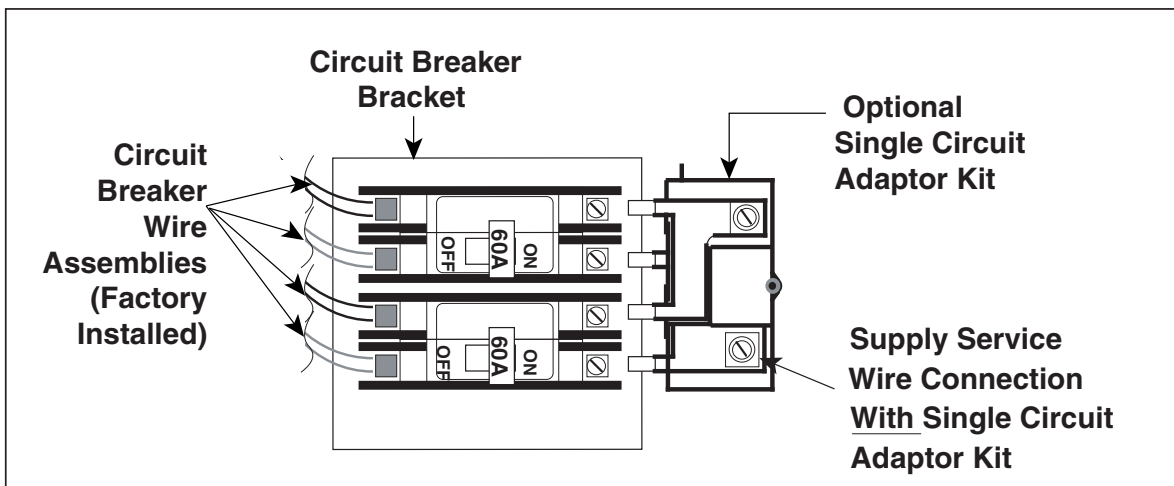 Circuit Breaker
Bracket
Optional
Single Circuit
Adaptor Kit
Circuit
Breaker
Wire
Assemblies
(Factory
Installed)
OFF
60A
ON
OFF
60A
ON
Supply Service
Wire Connection
With Single Circuit
Adaptor Kit